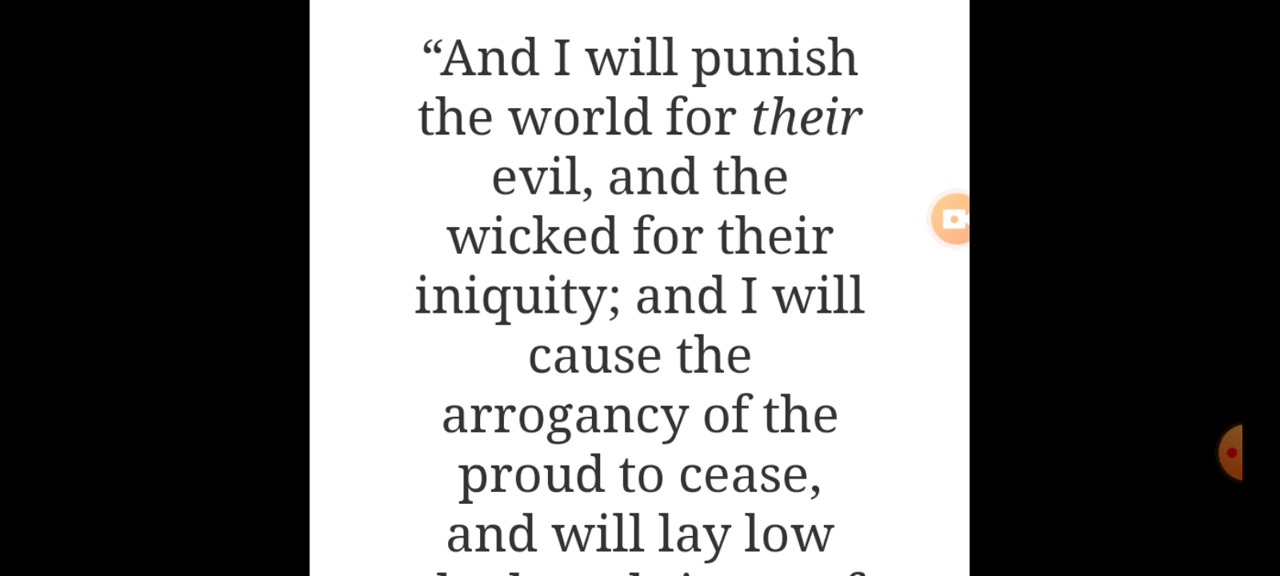 “And I will punish
the world for their
evil, and the
wicked for their
iniquity; and I will
cause the
arrogancy of the
proud to cease,
and will lay low